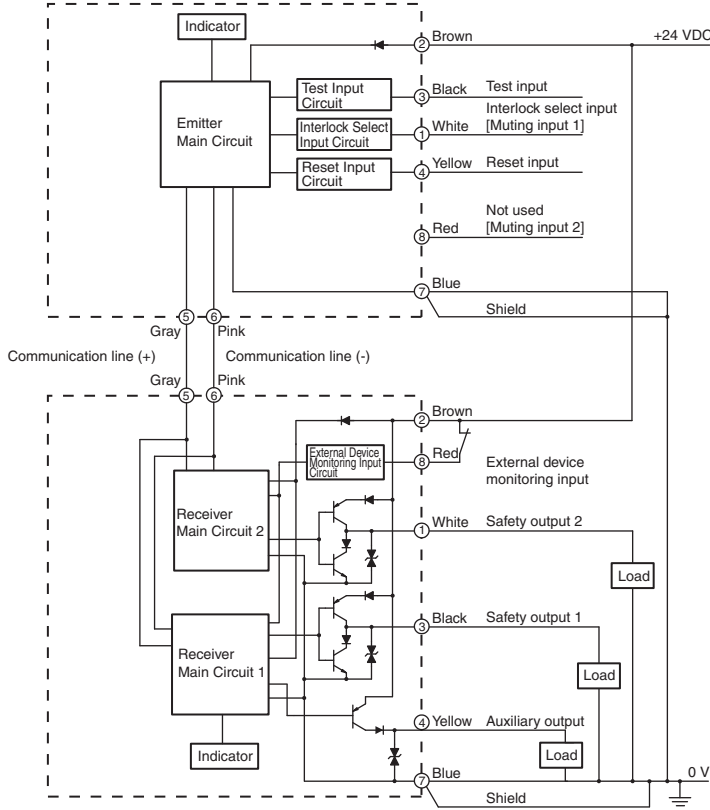 Indicator
② Brown
+24 VDC
Test Input
Circuit
③ Black
Test input
Emitter
Main Circuit
Interlock Select
Input Circuit
① White
Interlock select input
[Muting input 1]
Reset Input
Circuit
④ Yellow
Reset input
⑧ Red
Not used
[Muting input 2]
⑦ Blue
Shield
⑤ ⑥
Gray
Pink
Communication line (+)
Communication line (-)
Gray
Pink
⑤ ⑥
② Brown
External Device
Monitoring Input
Circuit
⑧ Red
External device
monitoring input
Receiver
Main Circuit 2
① White
Safety output 2
Load
③ Black
Safety output 1
Receiver
Main Circuit 1
Load
④ Yellow
Auxiliary output
Indicator
Load
⑦ Blue
0 V
Shield